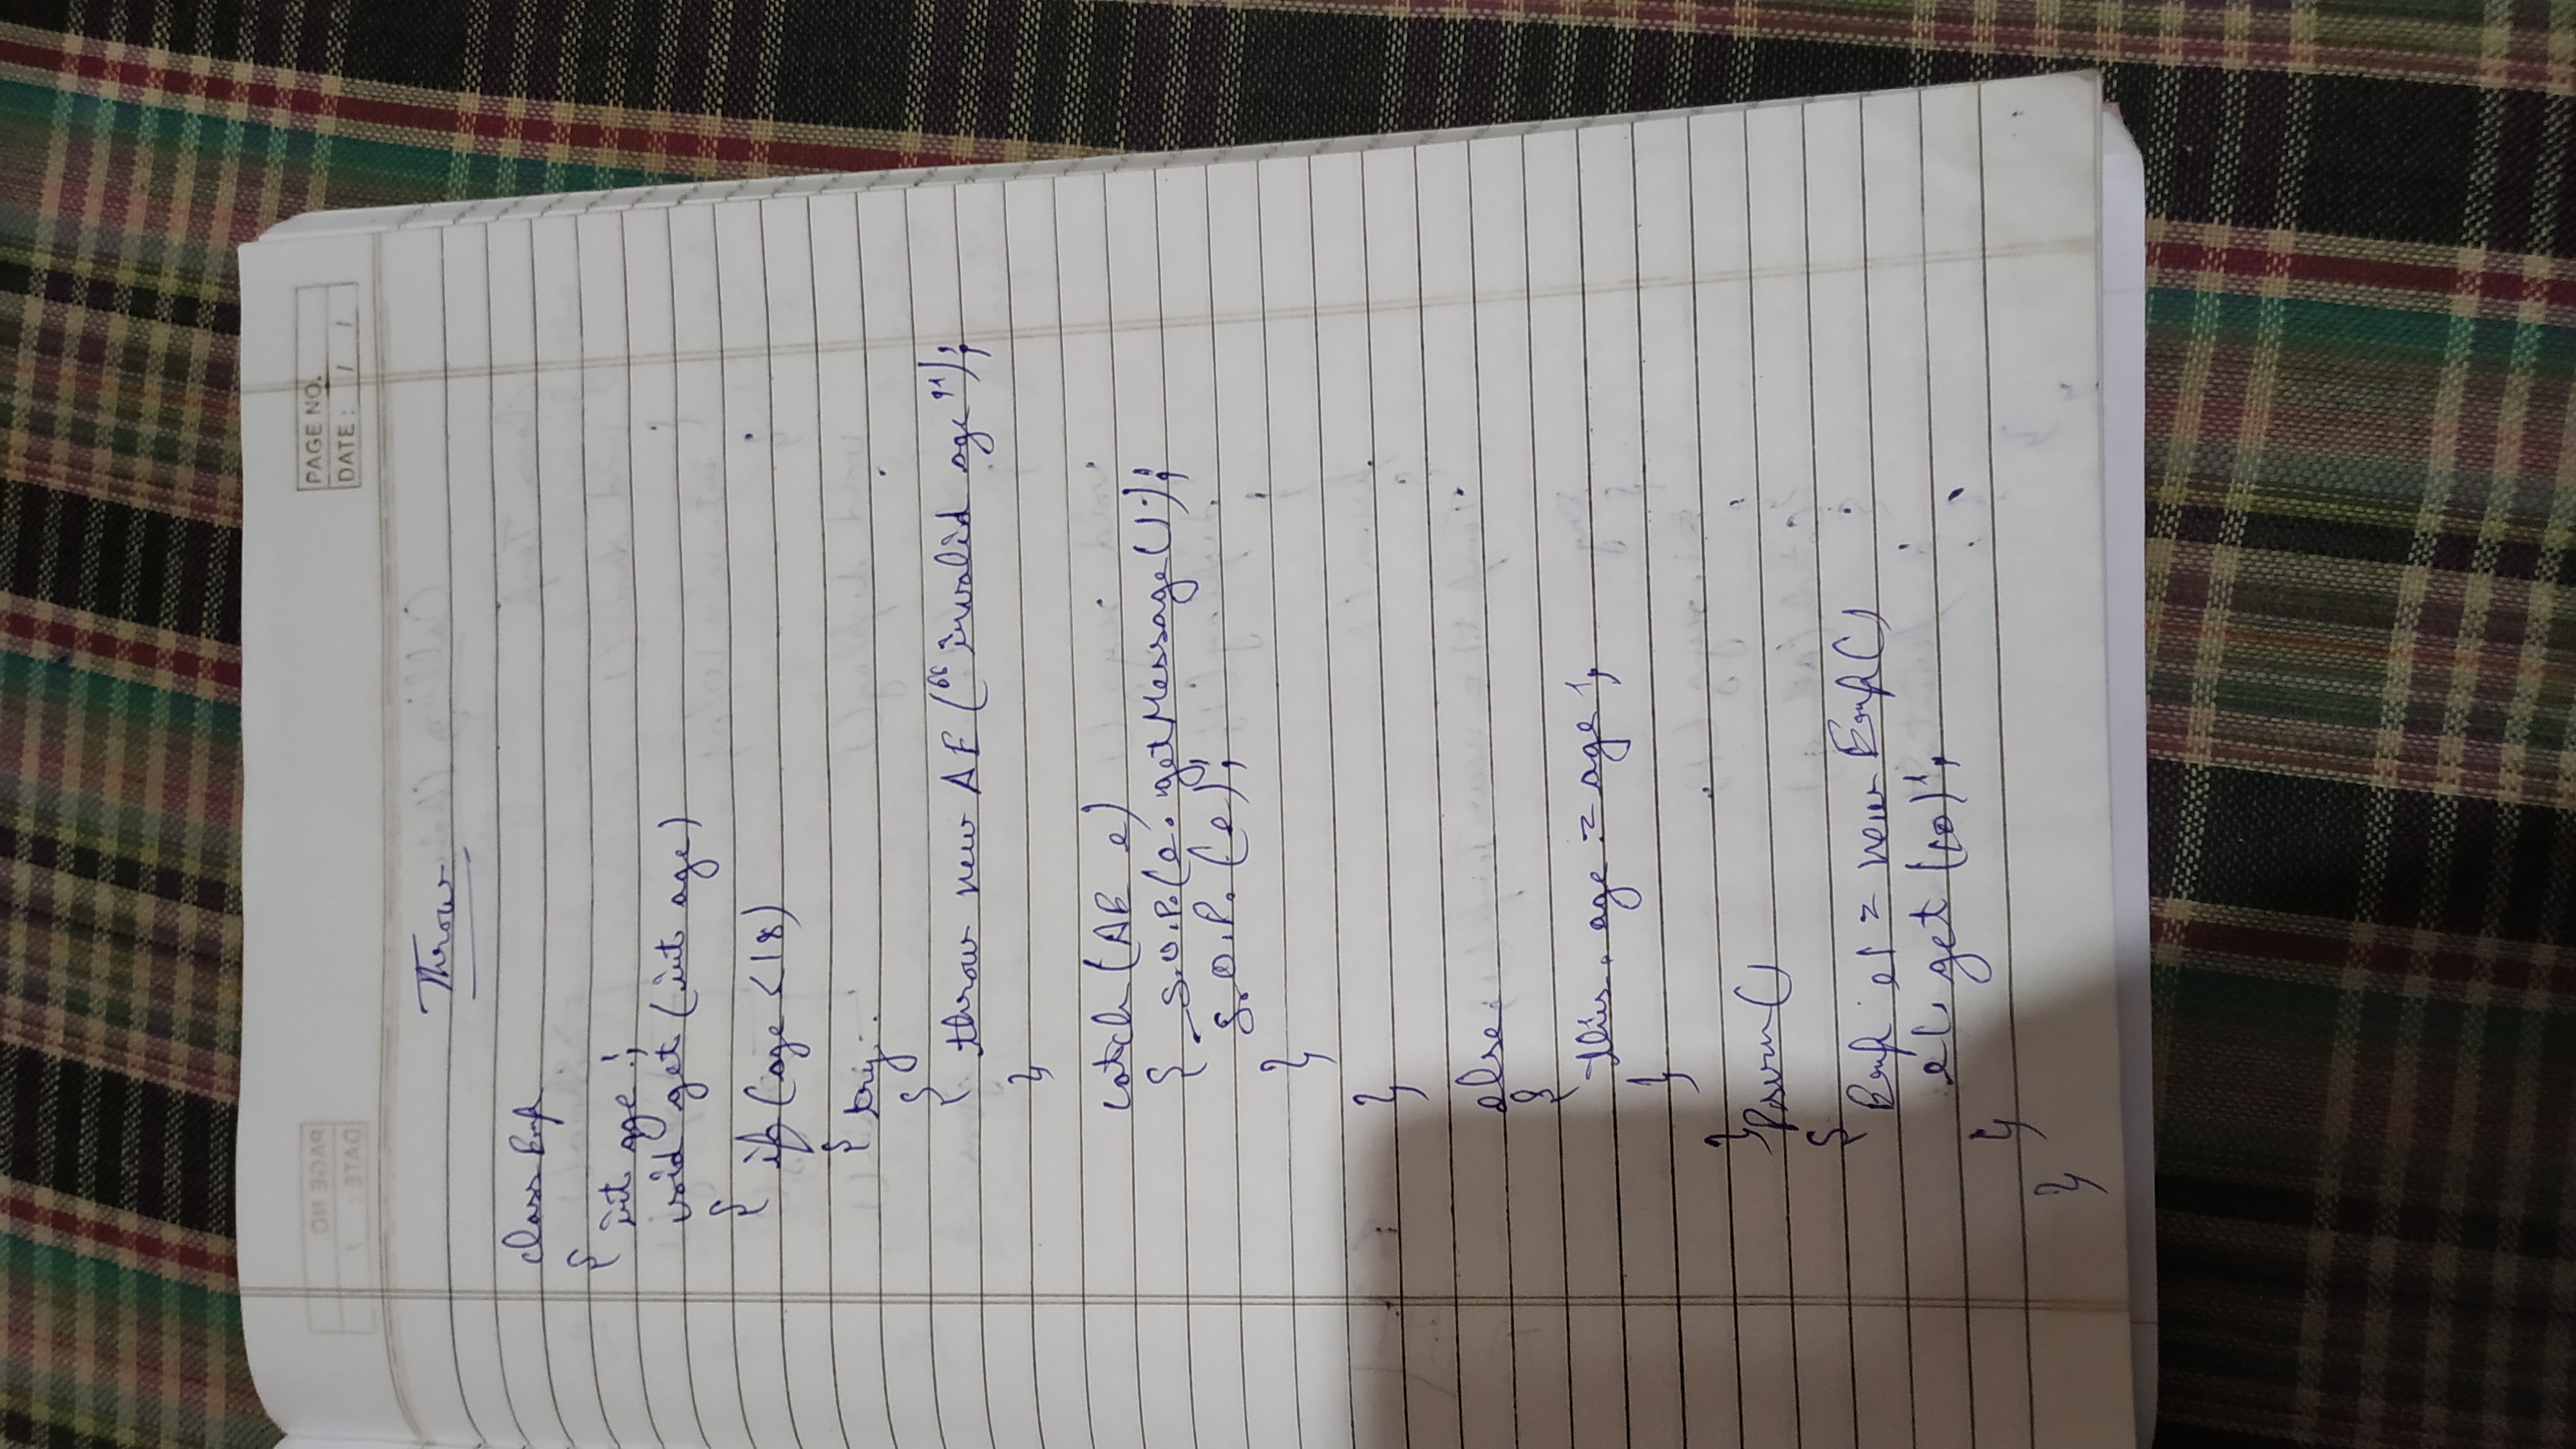 PAGE NO.
DATE : / /
Throw
class Emp
{
int age ;
void get (int age)
{
if (age <18)
{ try
{
throw new AE ("invalid age");
}
catch (AE e)
{ S.O.P. (e. getMessage());
S.O.P. (e);
}
}
else
{
this. age = age ;
}
}
Psvm()
{
Emp e1 = new Emp()
e1. get (10);
}
}